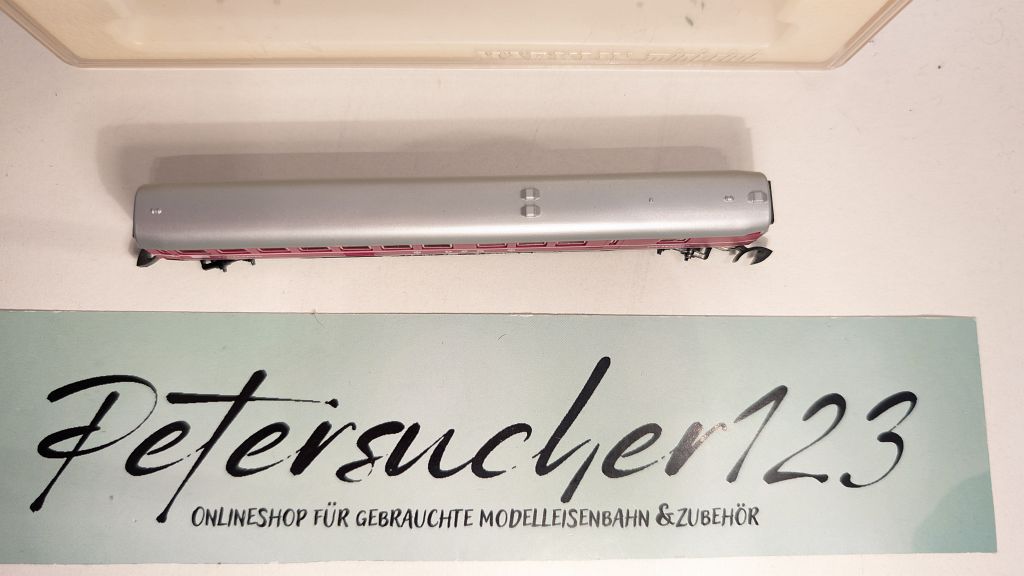 Petersucher123
ONLINESHOP FÜR GEBRAUCHTE MODELLEISENBAHN & ZUBEHÖR